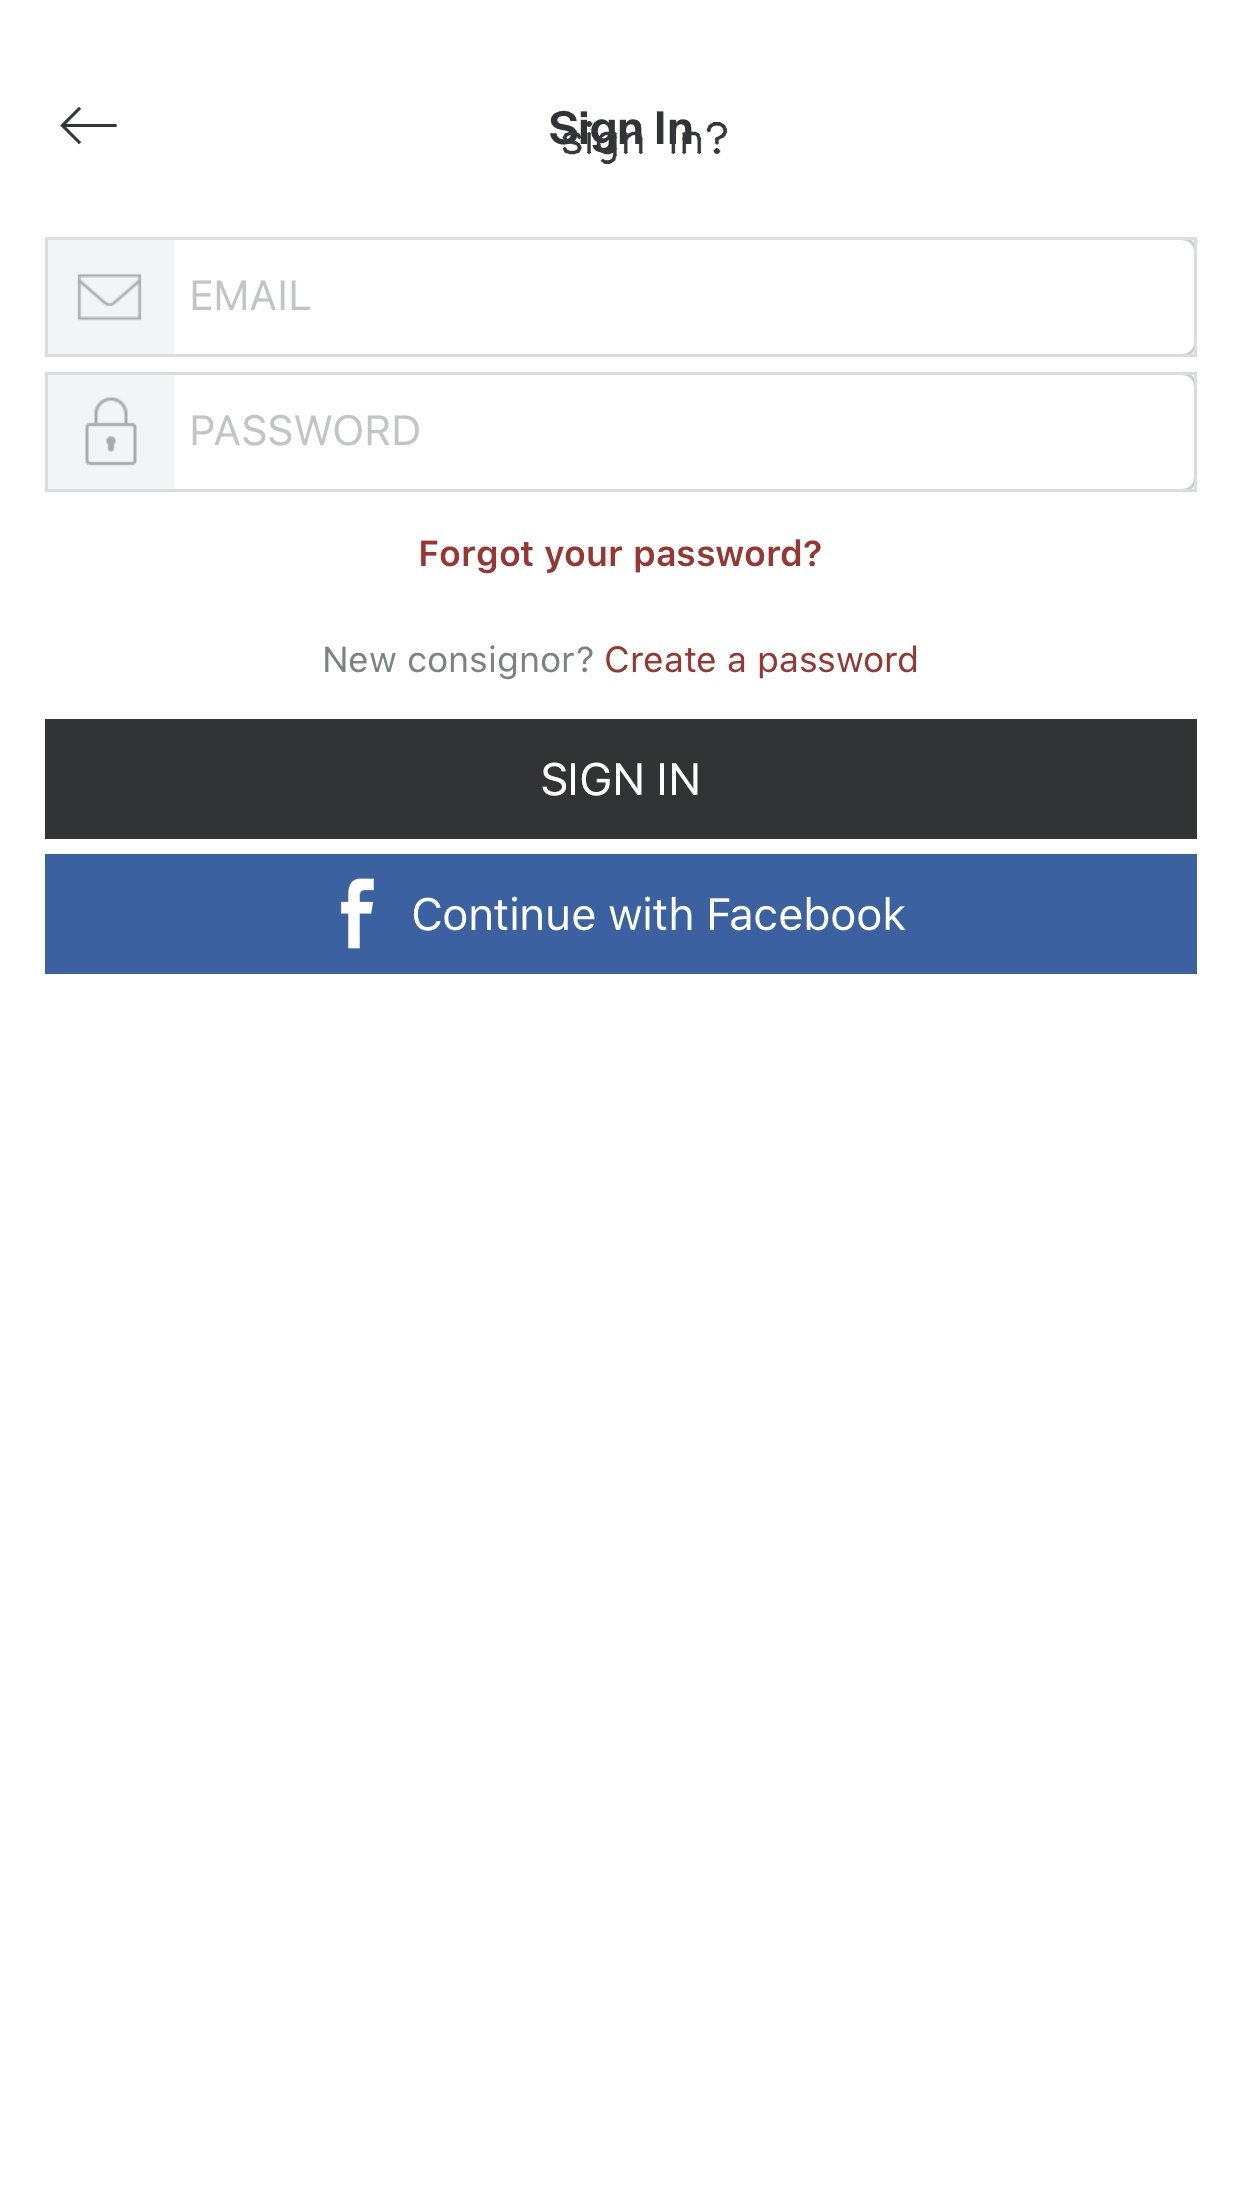 Sign In
sign in?
EMAIL
PASSWORD
Forgot your password?
New consignor? Create a password
SIGN IN
f Continue with Facebook